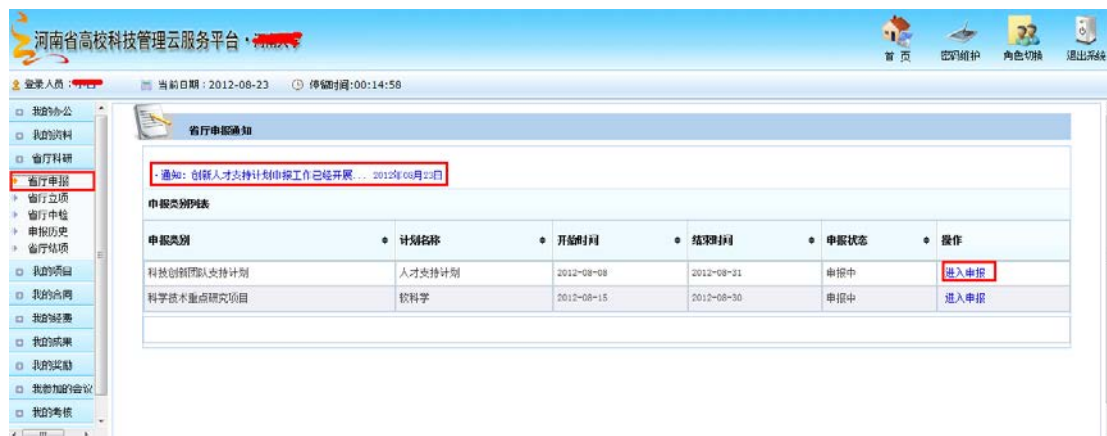 河南省高校科技管理云服务平台·
首页 密码维护 角色切换 退出系统
登录人员： 当前日期：2012-08-23 停留时间:00:14:58
我的办公
我的资料
省厅科研
省厅申报
省厅立项
省厅中检
申报历史
省厅结项
我的项目
我的合同
我的经费
我的成果
我的奖励
我参加的会议
我的考核
省厅申报通知
·通知：创新人才支持计划申报工作已经开展... 2012年08月23日
申报类别列表
申报类别 计划名称 开始时间 结束时间 申报状态 操作
科技创新团队支持计划 人才支持计划 2012-08-08 2012-08-31 申报中 进入申报
科学技术重点研究项目 软科学 2012-08-15 2012-08-30 申报中 进入申报